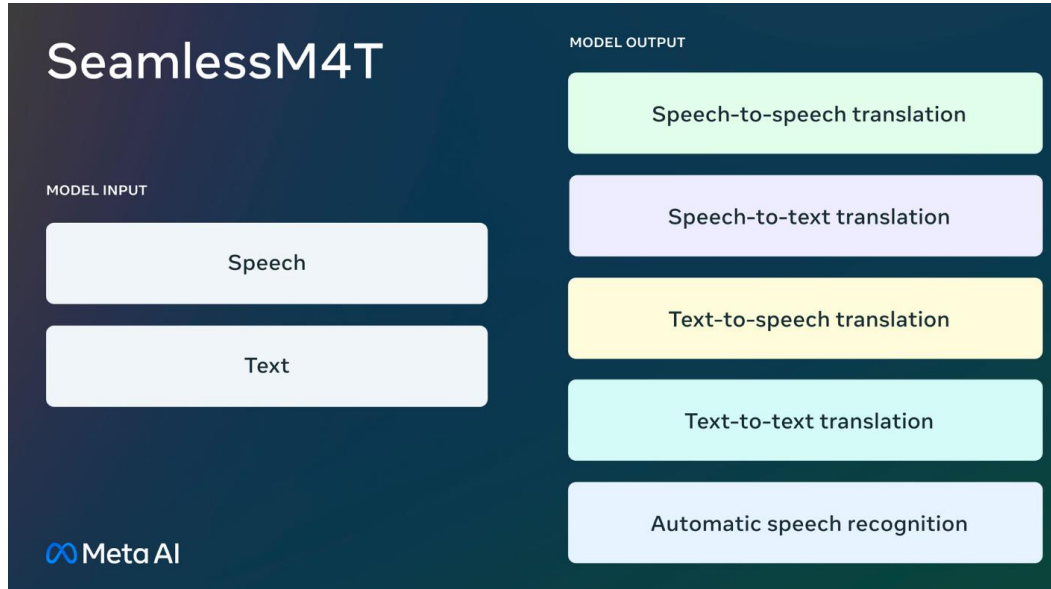 SeamlessM4T
MODEL INPUT
Speech
Text
MODEL OUTPUT
Speech-to-speech translation
Speech-to-text translation
Text-to-speech translation
Text-to-text translation
Automatic speech recognition
Meta AI